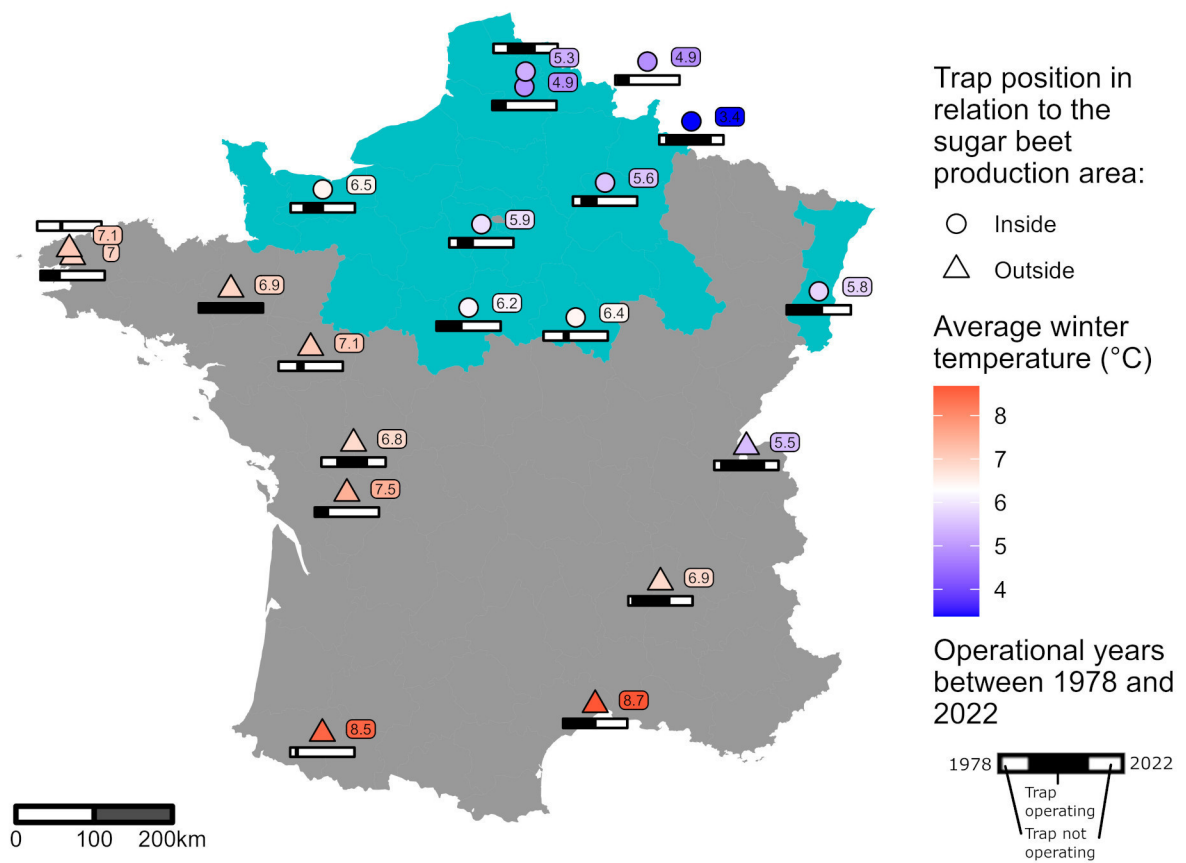 5.3
4.9
4.9
3.4
6.5
5.6
5.9
7.1
7
6.9
5.8
6.2
6.4
7.1
6.8
5.5
7.5
6.9
8.7
8.5
0 100 200km
Trap position in
relation to the
sugar beet
production area:
Inside
Outside
Average winter
temperature (°C)
8
7
6
5
4
Operational years
between 1978 and
2022
1978 2022
Trap
operating
Trap not
operating